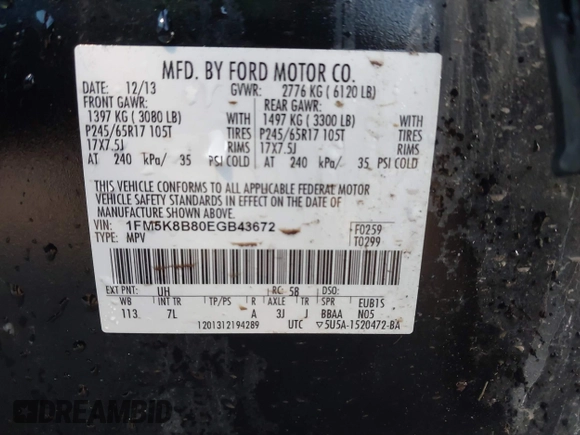 MFD. BY FORD MOTOR CO.
DATE: 12/13 GVWR: 2776 KG ( 6120 LB)
FRONT GAWR: REAR GAWR:
1397 KG ( 3080 LB) WITH 1497 KG ( 3300 LB) WITH
P245/65R17 105T TIRES P245/65R17 105T TIRES
17X7.5J RIMS 17X7.5J RIMS
AT 240 kPa/ 35 PSI COLD AT 240 kPa/ 35 PSI COLD
THIS VEHICLE CONFORMS TO ALL APPLICABLE FEDERAL MOTOR
VEHICLE SAFETY STANDARDS IN EFFECT ON THE DATE OF
MANUFACTURE SHOWN ABOVE.
VIN: 1FM5K8B80EGB43672 F0259
TYPE: MPV T0299
EXT PNT: UH RC: 58 DSO:
WB INT TR TP/PS R AXLE TR SPR EUB1S
113. 7L A 3J J BBAA N05
1201312194289 UTC ▽5U5A-1520472-BA
DREAMBID